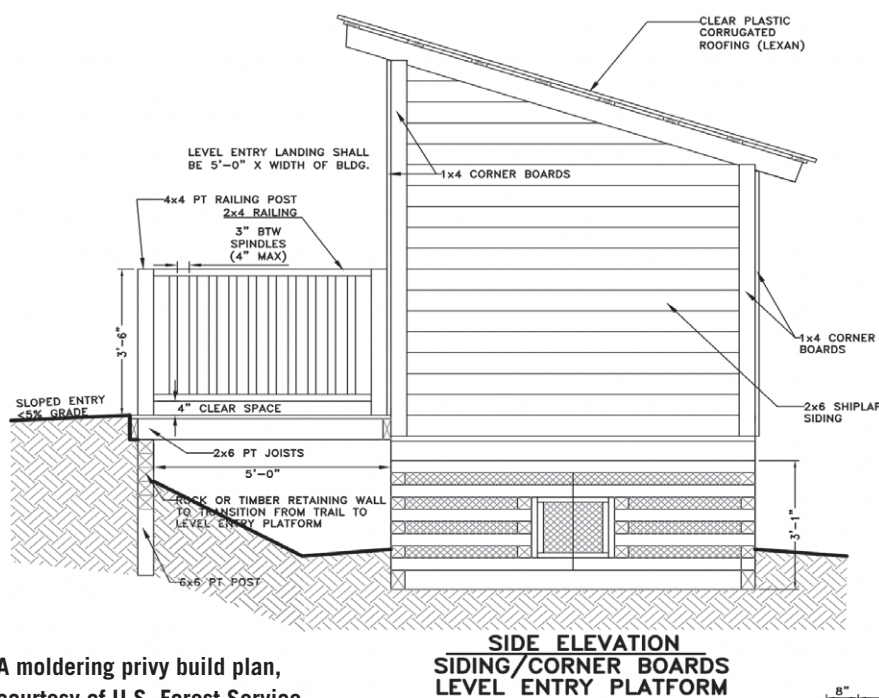 CLEAR PLASTIC
CORRUGATED
ROOFING (LEXAN)
LEVEL ENTRY LANDING SHALL
BE 5'-0" X WIDTH OF BLDG.
1x4 CORNER BOARDS
4x4 PT RAILING POST
2x4 RAILING
3" BTW
SPINDLES
(4" MAX)
3'-6"
1x4 CORNER
BOARDS
SLOPED ENTRY
<5% GRADE
4" CLEAR SPACE
2x6 SHIPLAP
SIDING
2x6 PT JOISTS
5'-0"
ROCK OR TIMBER RETAINING WALL
TO TRANSITION FROM TRAIL TO
LEVEL ENTRY PLATFORM
3'-1"
6x6 PT POST
SIDE ELEVATION
SIDING/CORNER BOARDS
LEVEL ENTRY PLATFORM
A moldering privy build plan,
courtesy of U.S. Forest Service
8"